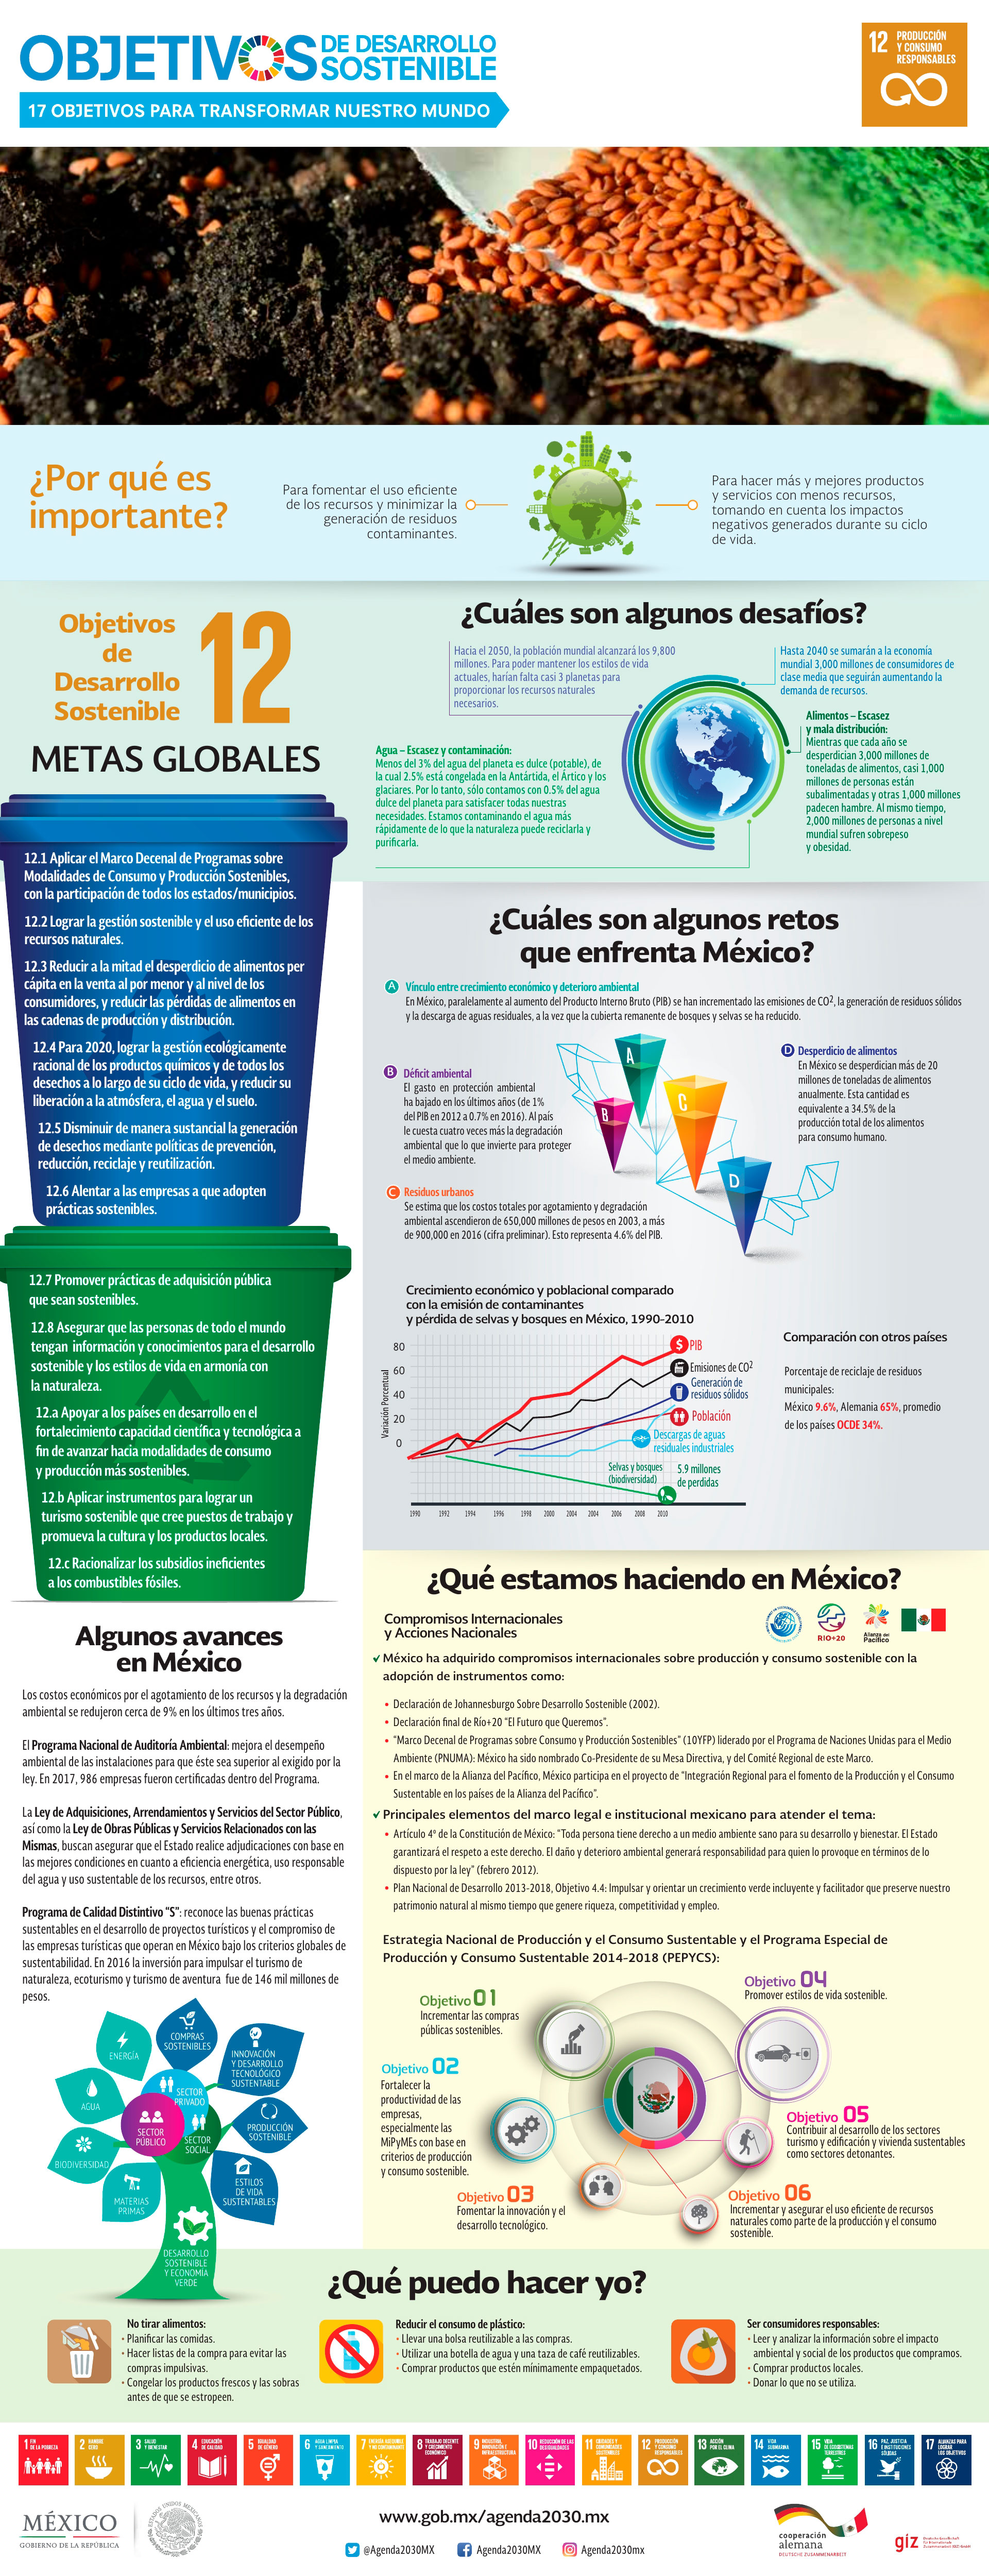 OBJETIVOS DE DESARROLLO
SOSTENIBLE
17 OBJETIVOS PARA TRANSFORMAR NUESTRO MUNDO
12 PRODUCCIÓN
Y CONSUMO
RESPONSABLES
¿Por qué es
importante?
Para fomentar el uso eficiente
de los recursos y minimizar la
generación de residuos
contaminantes.
Para hacer más y mejores productos
y servicios con menos recursos,
tomando en cuenta los impactos
negativos generados durante su ciclo
de vida.
Objetivos
de
Desarrollo
Sostenible
12
METAS GLOBALES
12.1 Aplicar el Marco Decenal de Programas sobre
Modalidades de Consumo y Producción Sostenibles,
con la participación de todos los estados/municipios.
12.2 Lograr la gestión sostenible y el uso eficiente de los
recursos naturales.
12.3 Reducir a la mitad el desperdicio de alimentos per
cápita en la venta al por menor y al nivel de los
consumidores, y reducir las pérdidas de alimentos en
las cadenas de producción y distribución.
12.4 Para 2020, lograr la gestión ecológicamente
racional de los productos químicos y de todos los
desechos a lo largo de su ciclo de vida, y reducir su
liberación a la atmósfera, el agua y el suelo.
12.5 Disminuir de manera sustancial la generación
de desechos mediante políticas de prevención,
reducción, reciclaje y reutilización.
12.6 Alentar a las empresas a que adopten
prácticas sostenibles.
12.7 Promover prácticas de adquisición pública
que sean sostenibles.
12.8 Asegurar que las personas de todo el mundo
tengan información y conocimientos para el desarrollo
sostenible y los estilos de vida en armonía con
la naturaleza.
12.a Apoyar a los países en desarrollo en el
fortalecimiento capacidad científica y tecnológica a
fin de avanzar hacia modalidades de consumo
y producción más sostenibles.
12.b Aplicar instrumentos para lograr un
turismo sostenible que cree puestos de trabajo y
promueva la cultura y los productos locales.
12.c Racionalizar los subsidios ineficientes
a los combustibles fósiles.
¿Cuáles son algunos desafíos?
Hacia el 2050, la población mundial alcanzará los 9,800
millones. Para poder mantener los estilos de vida
actuales, harían falta casi 3 planetas para
proporcionar los recursos naturales
necesarios.
Hasta 2040 se sumarán a la economía
mundial 3,000 millones de consumidores de
clase media que seguirán aumentando la
demanda de recursos.
Agua – Escasez y contaminación:
Menos del 3% del agua del planeta es dulce (potable), de
la cual 2.5% está congelada en la Antártida, el Ártico y los
glaciares. Por lo tanto, sólo contamos con 0.5% del agua
dulce del planeta para satisfacer todas nuestras
necesidades. Estamos contaminando el agua más
rápidamente de lo que la naturaleza puede reciclarla y
purificarla.
Alimentos – Escasez
y mala distribución:
Mientras que cada año se
desperdician 3,000 millones de
toneladas de alimentos, casi 1,000
millones de personas están
subalimentadas y otras 1,000 millones
padecen hambre. Al mismo tiempo,
2,000 millones de personas a nivel
mundial sufren sobrepeso
y obesidad.
¿Cuáles son algunos retos
que enfrenta México?
A Vínculo entre crecimiento económico y deterioro ambiental
En México, paralelamente al aumento del Producto Interno Bruto (PIB) se han incrementado las emisiones de CO2, la generación de residuos sólidos
y la descarga de aguas residuales, a la vez que la cubierta remanente de bosques y selvas se ha reducido.
B Déficit ambiental
El gasto en protección ambiental
ha bajado en los últimos años (de 1%
del PIB en 2012 a 0.7% en 2016). Al país
le cuesta cuatro veces más la degradación
ambiental que lo que invierte para proteger
el medio ambiente.
C Residuos urbanos
Se estima que los costos totales por agotamiento y degradación
ambiental ascendieron de 650,000 millones de pesos en 2003, a más
de 900,000 en 2016 (cifra preliminar). Esto representa 4.6% del PIB.
A
B
C
D
D Desperdicio de alimentos
En México se desperdician más de 20
millones de toneladas de alimentos
anualmente. Esta cantidad es
equivalente a 34.5% de la
producción total de los alimentos
para consumo humano.
Crecimiento económico y poblacional comparado
con la emisión de contaminantes
y pérdida de selvas y bosques en México, 1990-2010
Variación Porcentual
80
60
40
20
0
$ PIB
Emisiones de CO2
Generación de
residuos sólidos
Población
Descargas de aguas
residuales industriales
Selvas y bosques
(biodiversidad)
5.9 millones
de perdidas
1990 1992 1994 1996 1998 2000 2004 2004 2006 2008 2010
Comparación con otros países
Porcentaje de reciclaje de residuos
municipales:
México 9.6%, Alemania 65%, promedio
de los países OCDE 34%.
Algunos avances
en México
Los costos económicos por el agotamiento de los recursos y la degradación
ambiental se redujeron cerca de 9% en los últimos tres años.
El Programa Nacional de Auditoría Ambiental: mejora el desempeño
ambiental de las instalaciones para que éste sea superior al exigido por la
ley. En 2017, 986 empresas fueron certificadas dentro del Programa.
La Ley de Adquisiciones, Arrendamientos y Servicios del Sector Público,
así como la Ley de Obras Públicas y Servicios Relacionados con las
Mismas, buscan asegurar que el Estado realice adjudicaciones con base en
las mejores condiciones en cuanto a eficiencia energética, uso responsable
del agua y uso sustentable de los recursos, entre otros.
Programa de Calidad Distintivo "S": reconoce las buenas prácticas
sustentables en el desarrollo de proyectos turísticos y el compromiso de
las empresas turísticas que operan en México bajo los criterios globales de
sustentabilidad. En 2016 la inversión para impulsar el turismo de
naturaleza, ecoturismo y turismo de aventura fue de 146 mil millones de
pesos.
ENERGÍA
COMPRAS
SOSTENIBLES
INNOVACIÓN
Y DESARROLLO
TECNOLÓGICO
SUSTENTABLE
AGUA
SECTOR
PRIVADO
SECTOR
PÚBLICO
SECTOR
SOCIAL
PRODUCCIÓN
SOSTENIBLE
BIODIVERSIDAD
MATERIAS
PRIMAS
ESTILOS
DE VIDA
SUSTENTABLES
DESARROLLO
SOSTENIBLE
Y ECONOMÍA
VERDE
¿Qué estamos haciendo en México?
Compromisos Internacionales
y Acciones Nacionales
RIO+20
Alianza del
Pacífico
México ha adquirido compromisos internacionales sobre producción y consumo sostenible con la
adopción de instrumentos como:
• Declaración de Johannesburgo Sobre Desarrollo Sostenible (2002).
• Declaración final de Río+20 "El Futuro que Queremos".
• "Marco Decenal de Programas sobre Consumo y Producción Sostenibles" (10YFP) liderado por el Programa de Naciones Unidas para el Medio
Ambiente (PNUMA): México ha sido nombrado Co-Presidente de su Mesa Directiva, y del Comité Regional de este Marco.
• En el marco de la Alianza del Pacífico, México participa en el proyecto de "Integración Regional para el fomento de la Producción y el Consumo
Sustentable en los países de la Alianza del Pacífico".
Principales elementos del marco legal e institucional mexicano para atender el tema:
• Artículo 4º de la Constitución de México: "Toda persona tiene derecho a un medio ambiente sano para su desarrollo y bienestar. El Estado
garantizará el respeto a este derecho. El daño y deterioro ambiental generará responsabilidad para quien lo provoque en términos de lo
dispuesto por la ley" (febrero 2012).
• Plan Nacional de Desarrollo 2013-2018, Objetivo 4.4: Impulsar y orientar un crecimiento verde incluyente y facilitador que preserve nuestro
patrimonio natural al mismo tiempo que genere riqueza, competitividad y empleo.
Estrategia Nacional de Producción y el Consumo Sustentable y el Programa Especial de
Producción y Consumo Sustentable 2014-2018 (PEPYCS):
Objetivo 01
Incrementar las compras
públicas sostenibles.
Objetivo 02
Fortalecer la
productividad de las
empresas,
especialmente las
MiPyMEs con base en
criterios de producción
y consumo sostenible.
Objetivo 03
Fomentar la innovación y el
desarrollo tecnológico.
Objetivo 04
Promover estilos de vida sostenible.
Objetivo 05
Contribuir al desarrollo de los sectores
turismo y edificación y vivienda sustentables
como sectores detonantes.
Objetivo 06
Incrementar y asegurar el uso eficiente de recursos
naturales como parte de la producción y el consumo
sostenible.
¿Qué puedo hacer yo?
No tirar alimentos:
• Planificar las comidas.
• Hacer listas de la compra para evitar las
compras impulsivas.
• Congelar los productos frescos y las sobras
antes de que se estropeen.
Reducir el consumo de plástico:
• Llevar una bolsa reutilizable a las compras.
• Utilizar una botella de agua y una taza de café reutilizables.
• Comprar productos que estén mínimamente empaquetados.
Ser consumidores responsables:
• Leer y analizar la información sobre el impacto
ambiental y social de los productos que compramos.
• Comprar productos locales.
• Donar lo que no se utiliza.
1 FIN DE LA POBREZA
2 HAMBRE CERO
3 SALUD Y BIENESTAR
4 EDUCACIÓN DE CALIDAD
5 IGUALDAD DE GÉNERO
6 AGUA LIMPIA Y SANEAMIENTO
7 ENERGÍA ASEQUIBLE Y NO CONTAMINANTE
8 TRABAJO DECENTE Y CRECIMIENTO ECONÓMICO
9 INDUSTRIA, INNOVACIÓN E INFRAESTRUCTURA
10 REDUCCIÓN DE LAS DESIGUALDADES
11 CIUDADES Y COMUNIDADES SOSTENIBLES
12 PRODUCCIÓN Y CONSUMO RESPONSABLES
13 ACCIÓN POR EL CLIMA
14 VIDA SUBMARINA
15 VIDA DE ECOSISTEMAS TERRESTRES
16 PAZ, JUSTICIA E INSTITUCIONES SÓLIDAS
17 ALIANZAS PARA LOGRAR LOS OBJETIVOS
MÉXICO
GOBIERNO DE LA REPÚBLICA
ESTADOS UNIDOS MEXICANOS
www.gob.mx/agenda2030.mx
@Agenda2030MX
Agenda2030MX
Agenda2030mx
cooperación
alemana
DEUTSCHE ZUSAMMENARBEIT
giz